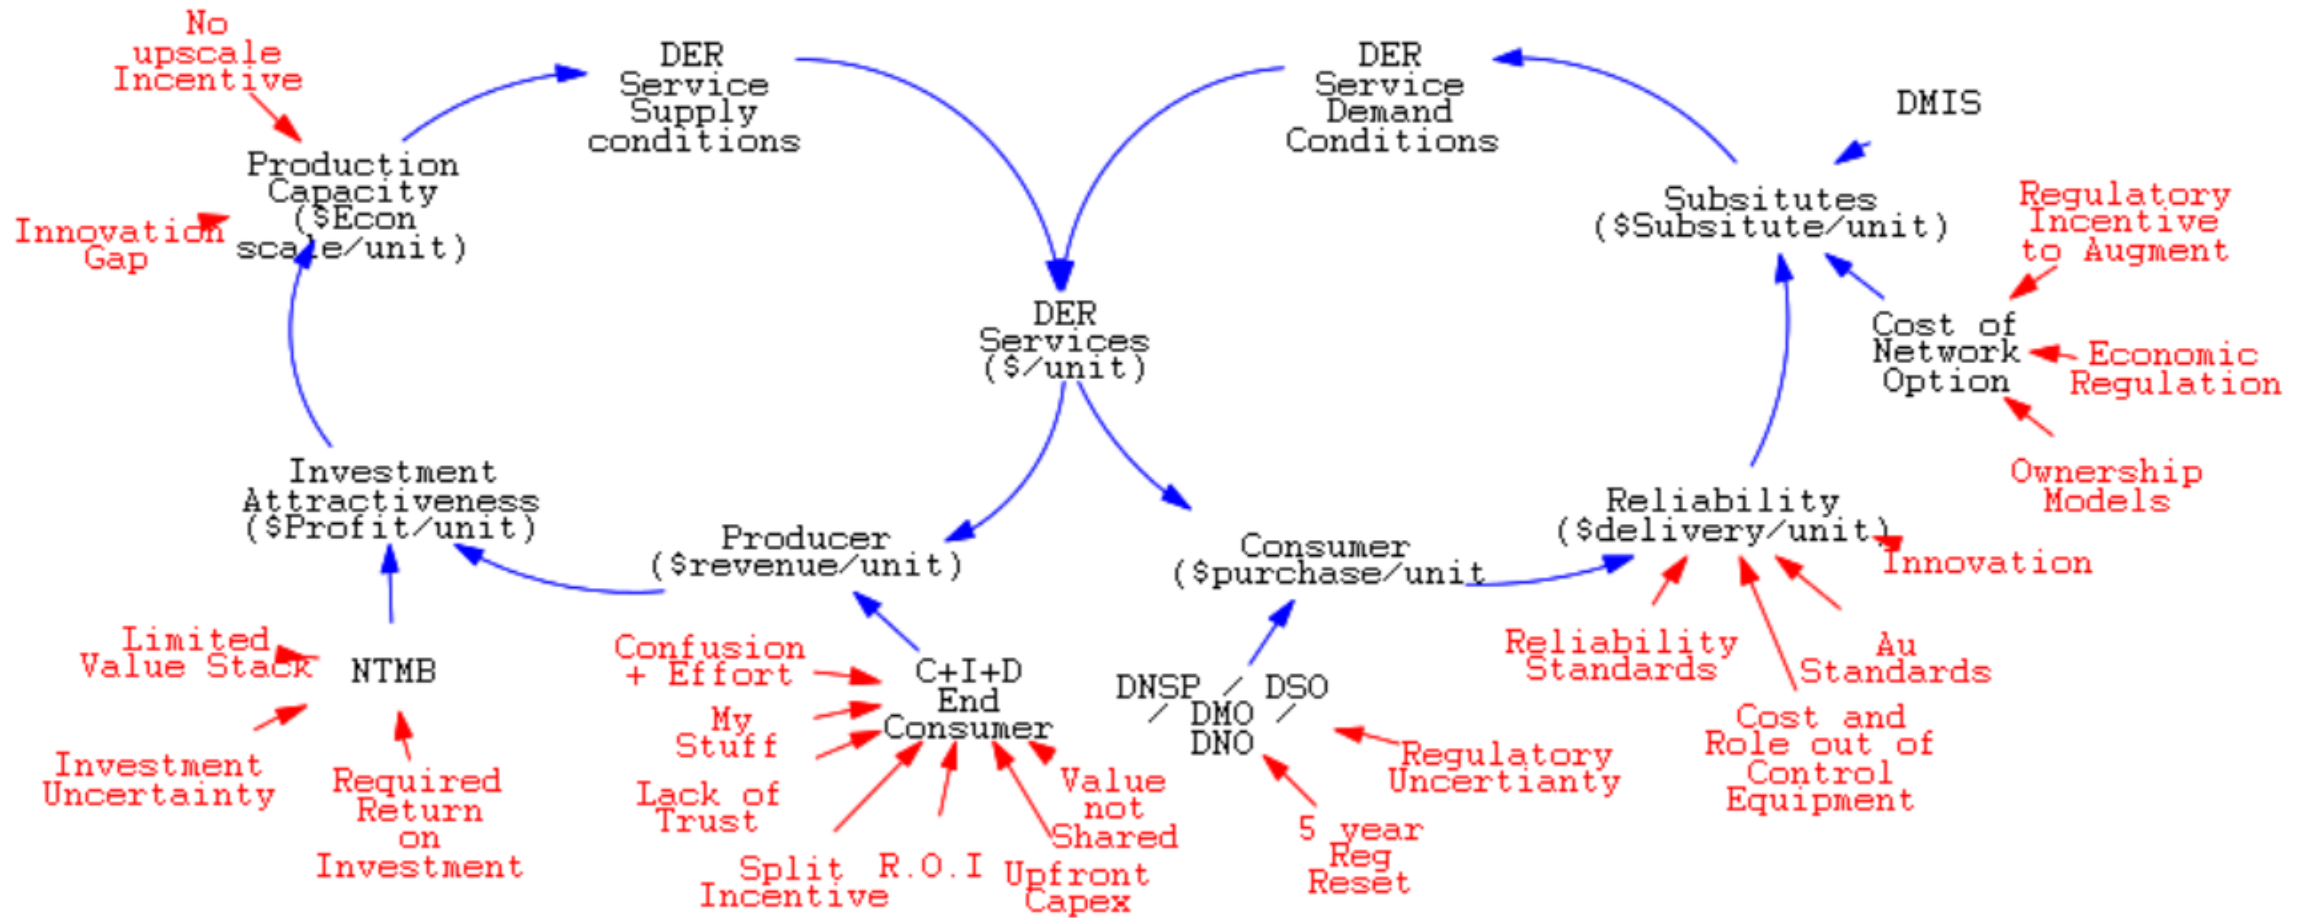 No
upscale
Incentive
DER
Service
Supply
conditions
DER
Service
Demand
Conditions
DMIS
Production
Capacity
($Econ
scale/unit)
Innovation
Gap
Subsitutes
($Subsitute/unit)
Regulatory
Incentive
to Augment
DER
Services
($/unit)
Cost of
Network
Option
Economic
Regulation
Ownership
Models
Investment
Attractiveness
($Profit/unit)
Producer
($revenue/unit)
Consumer
($purchase/unit
Reliability
($delivery/unit)
Innovation
Limited
Value Stack
NTMB
Investment
Uncertainty
Required
Return
on
Investment
Confusion
+ Effort
My
Stuff
Lack of
Trust
C+I+D
End
Consumer
Split
Incentive
R.O.I
Upfront
Capex
Value
not
Shared
DNSP / DSO
/ DMO /
DNO
Regulatory
Uncertianty
5 year
Reg
Reset
Reliability
Standards
Au
Standards
Cost and
Role out of
Control
Equipment